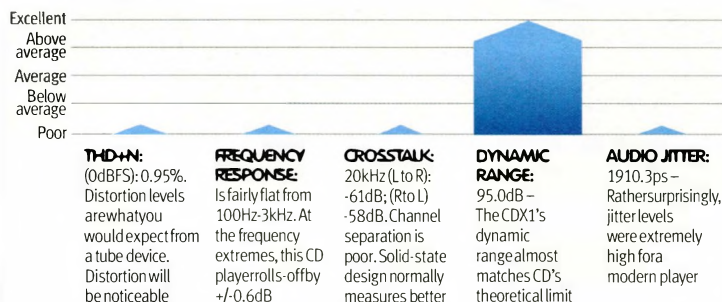 Excellent
Above
average
Average
Below
average
Poor
THD+N:
(0dBFS): 0.95%.
Distortion levels
arewhatyou
would expect from
a tube device.
Distortion will
be noticeable
FREQUENCY
RESPONSE:
Is fairly flat from
100Hz-3kHz. At
the frequency
extremes, this CD
playerrolls-offby
+/-0.6dB
CROSSTALK:
20kHz (L to R):
-61dB; (Rto L)
-58dB. Channel
separation is
poor. Solid-state
design normally
measures better
DYNAMIC
RANGE:
95.0dB –
The CDX1's
dynamic
rangealmost
matches CD's
theoretical limit
AUDIO JITTER:
1910.3ps –
Rathersurprisingly,
jitter levels
were extremely
high fora
modern player